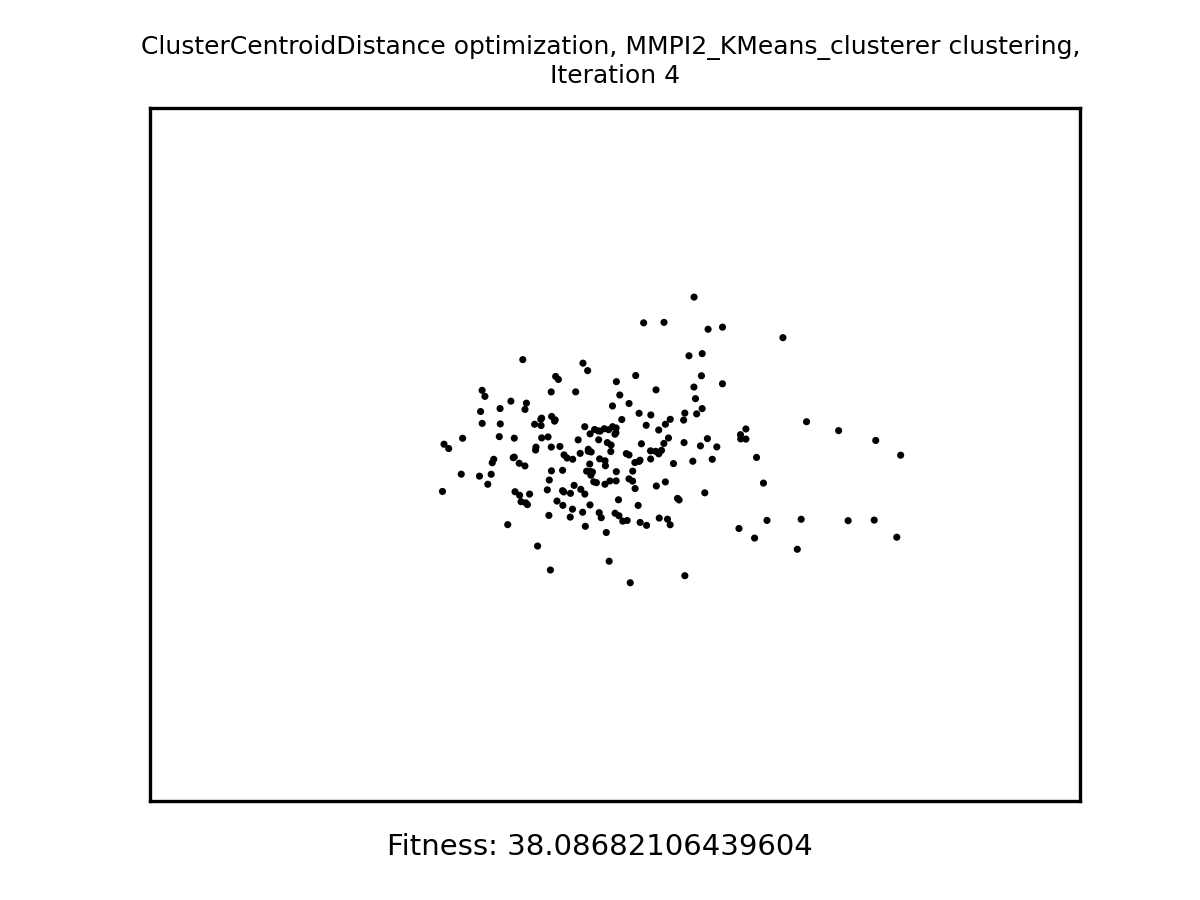 ClusterCentroidDistance optimization, MMPI2_KMeans_clusterer clustering,
Iteration 4
Fitness: 38.08682106439604